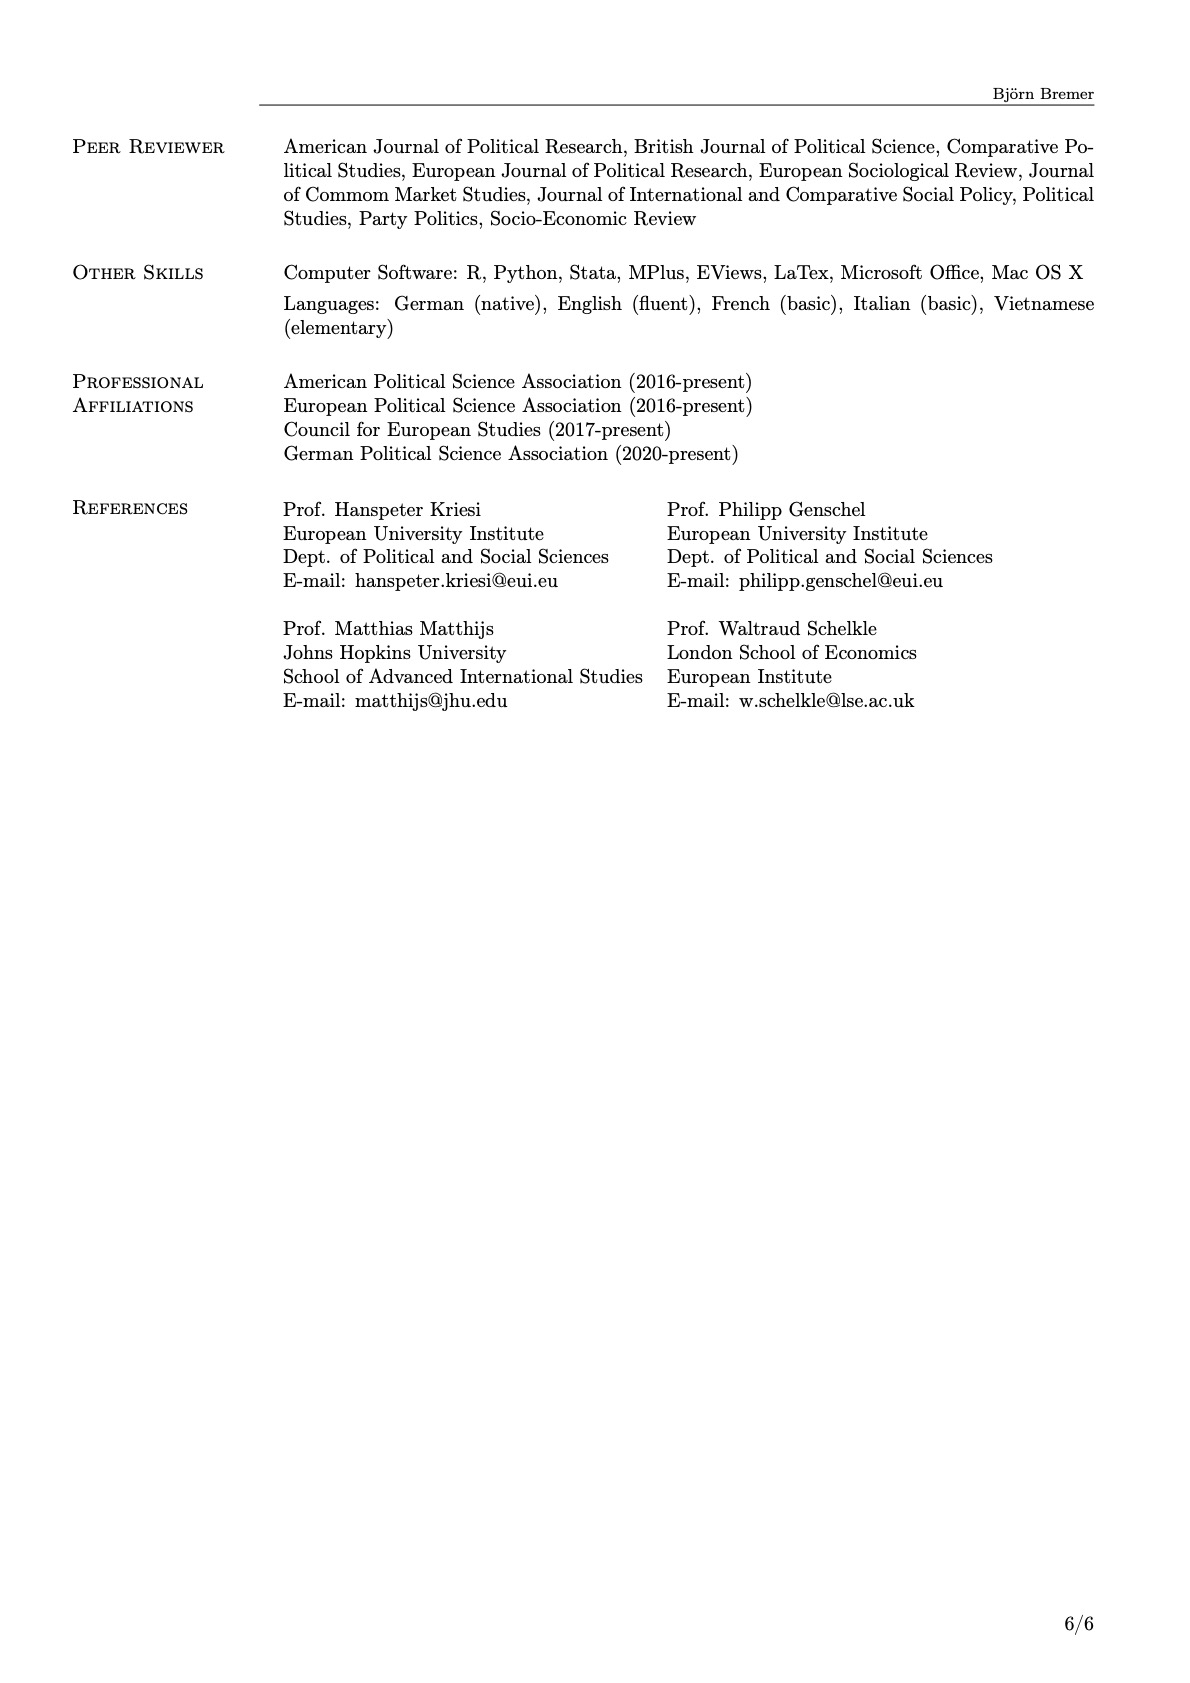 Björn Bremer
Peer Reviewer
American Journal of Political Research, British Journal of Political Science, Comparative Po-
litical Studies, European Journal of Political Research, European Sociological Review, Journal
of Commom Market Studies, Journal of International and Comparative Social Policy, Political
Studies, Party Politics, Socio-Economic Review
Other Skills
Computer Software: R, Python, Stata, MPlus, EViews, LaTex, Microsoft Office, Mac OS X
Languages: German (native), English (fluent), French (basic), Italian (basic), Vietnamese
(elementary)
Professional
Affiliations
American Political Science Association (2016-present)
European Political Science Association (2016-present)
Council for European Studies (2017-present)
German Political Science Association (2020-present)
References
Prof. Hanspeter Kriesi
European University Institute
Dept. of Political and Social Sciences
E-mail: hanspeter.kriesi@eui.eu
Prof. Philipp Genschel
European University Institute
Dept. of Political and Social Sciences
E-mail: philipp.genschel@eui.eu
Prof. Matthias Matthijs
Johns Hopkins University
School of Advanced International Studies
E-mail: matthijs@jhu.edu
Prof. Waltraud Schelkle
London School of Economics
European Institute
E-mail: w.schelkle@lse.ac.uk
6/6